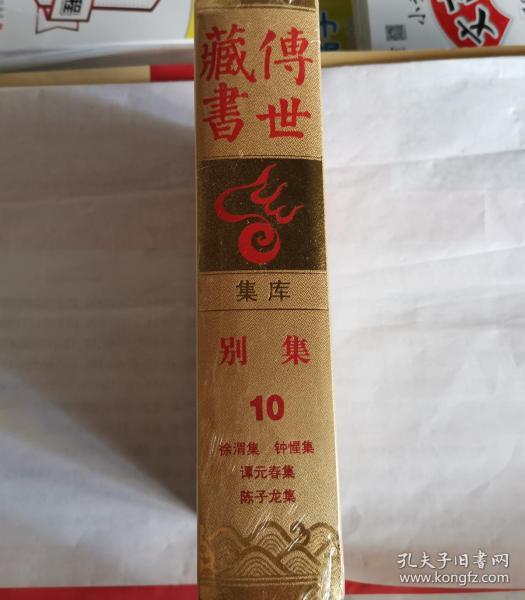 傳世
藏書
集库
别集
10
徐渭集 钟惺集
谭元春集
陈子龙集
孔夫子旧书网
www.kongfz.com